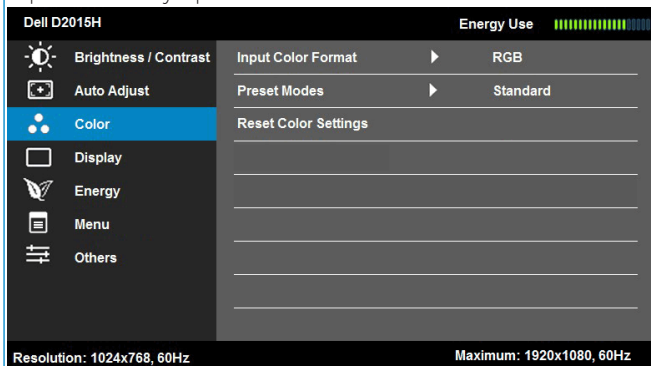 Dell D2015H Energy Use
Brightness / Contrast Input Color Format RGB
Auto Adjust Preset Modes Standard
Color Reset Color Settings
Display
Energy
Menu
Others
Resolution: 1024x768, 60Hz Maximum: 1920x1080, 60Hz